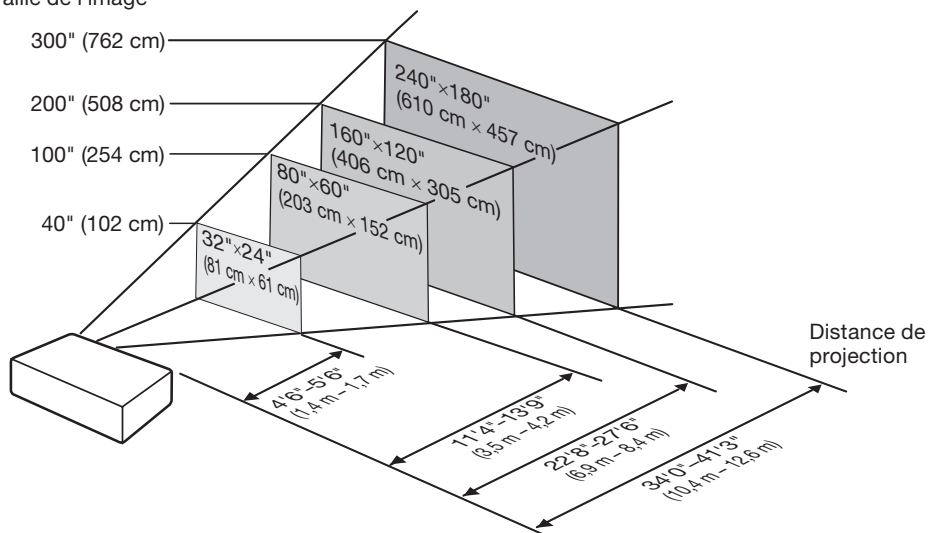 aille de l'image
300" (762 cm)
200" (508 cm)
100" (254 cm)
40" (102 cm)
240"×180"
(610 cm × 457 cm)
160"×120"
(406 cm × 305 cm)
80"×60"
(203 cm × 152 cm)
32"×24"
(81 cm × 61 cm)
Distance de
projection
4'6"–5'6"
(1,4 m – 1,7 m)
11'4"–13'9"
(3,5 m – 4,2 m)
22'8"–27'6"
(6,9 m – 8,4 m)
34'0"–41'3"
(10,4 m – 12,6 m)